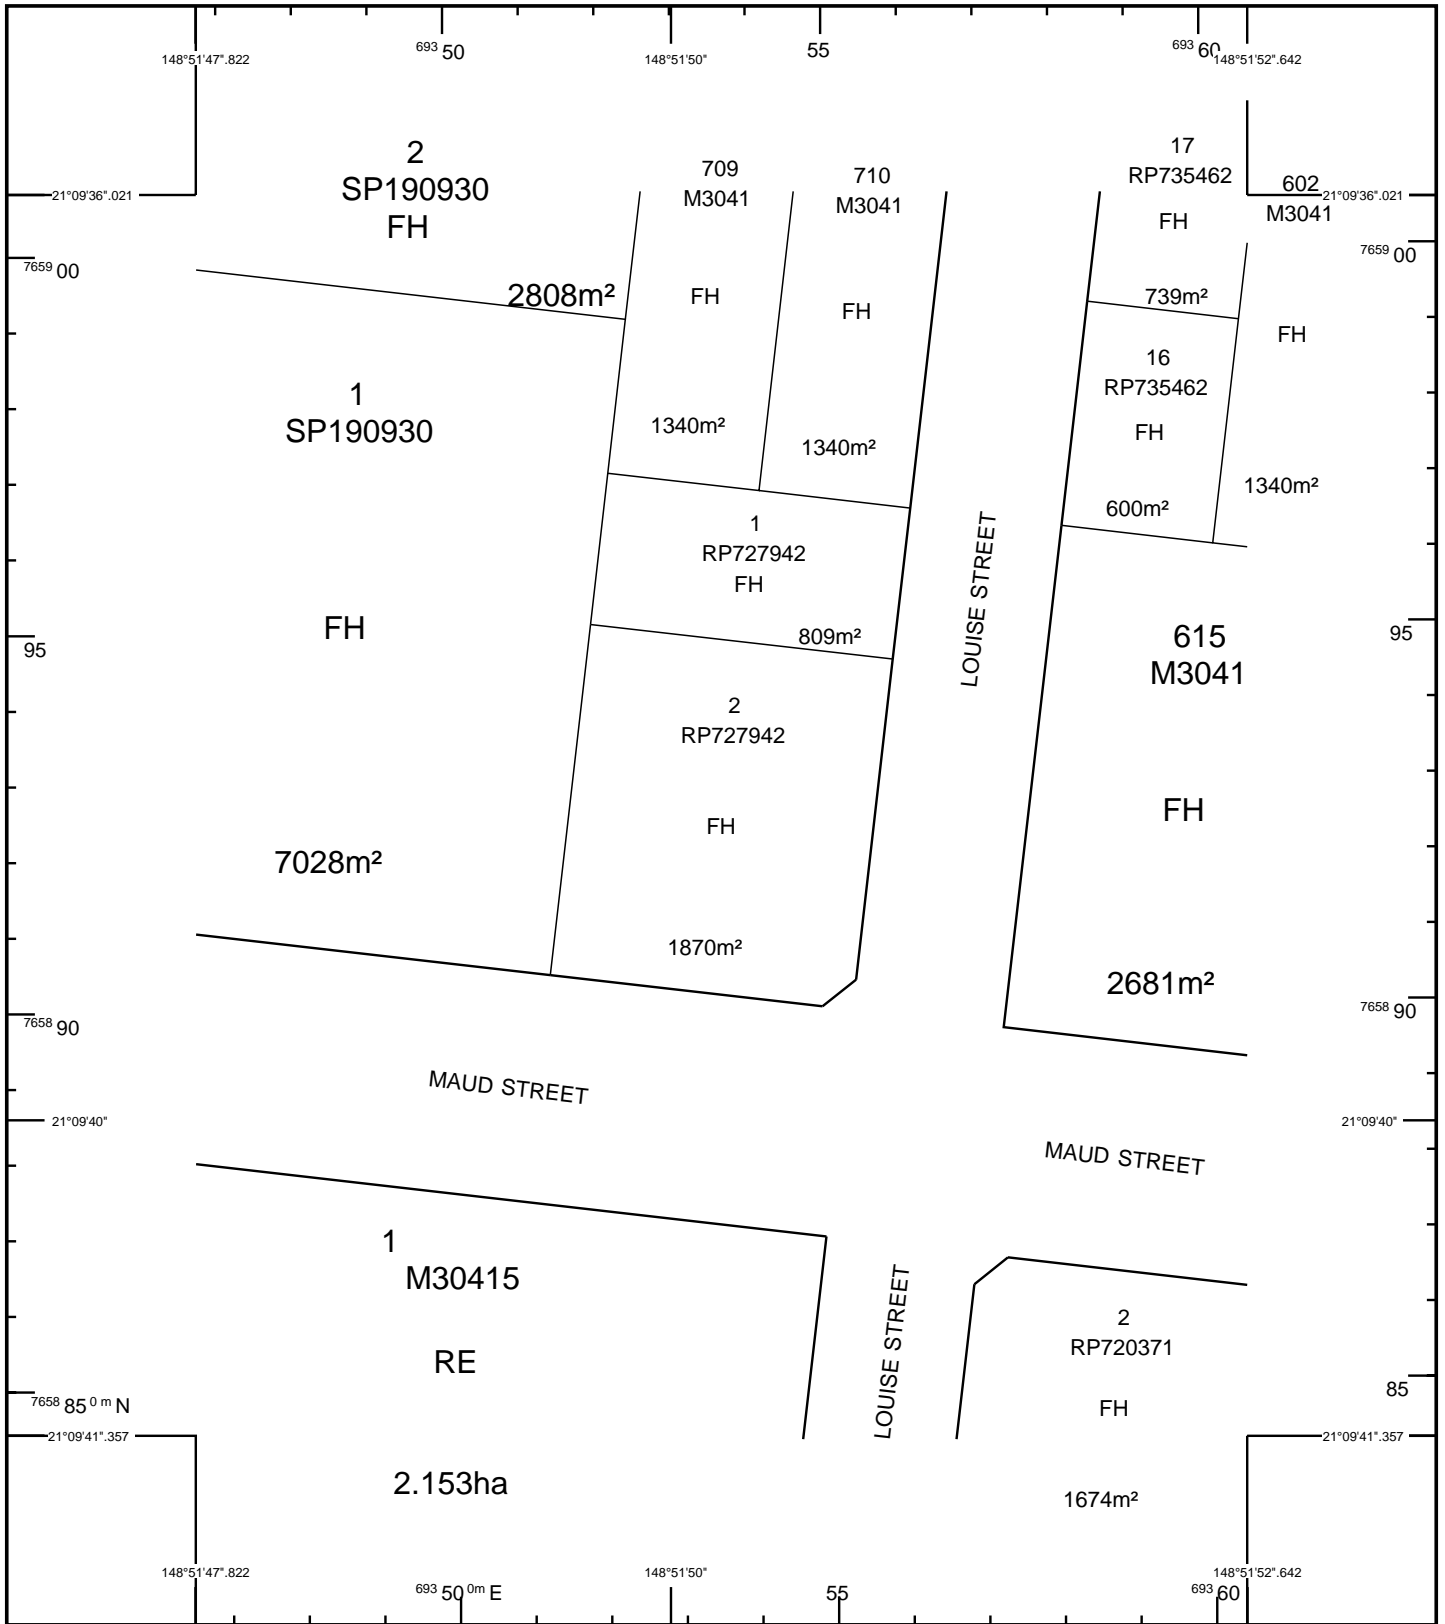 693 50
55
693 60
148°51'47".822
148°51'50"
148°51'52".642
2
SP190930
FH
2808m²
709
M3041
FH
1340m²
710
M3041
FH
1340m²
17
RP735462
FH
739m²
602
M3041
FH
1340m²
21°09'36".021
21°09'36".021
7659 00
7659 00
1
SP190930
FH
7028m²
16
RP735462
FH
600m²
1
RP727942
FH
809m²
2
RP727942
FH
1870m²
LOUISE STREET
615
M3041
FH
2681m²
95
95
7658 90
7658 90
MAUD STREET
MAUD STREET
21°09'40"
21°09'40"
1
M30415
RE
2.153ha
LOUISE STREET
2
RP720371
FH
1674m²
7658 85 0 m N
85
21°09'41".357
21°09'41".357
148°51'47".822
148°51'50"
148°51'52".642
693 50 0m E
55
693 60